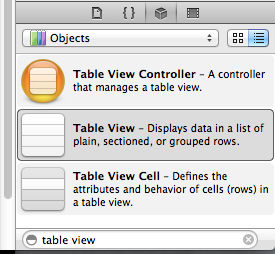 Objects
Table View Controller – A controller
that manages a table view.
Table View – Displays data in a list of
plain, sectioned, or grouped rows.
Table View Cell – Defines the
attributes and behavior of cells (rows) in
a table view.
table view